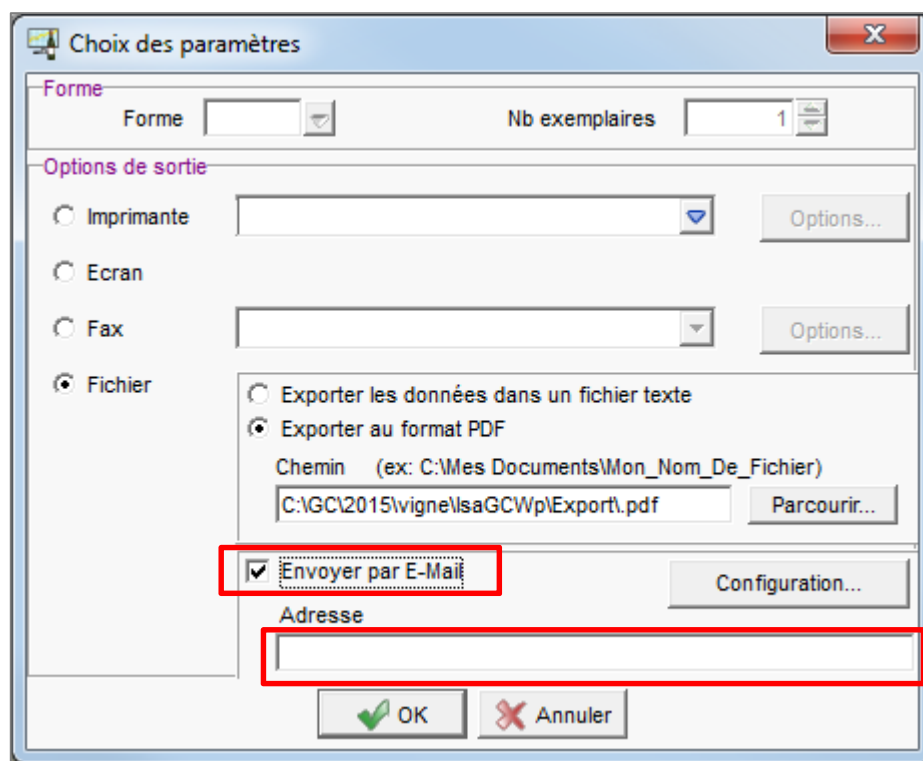 Choix des paramètres
Forme
Forme Nb exemplaires 1
Options de sortie
Imprimante Options...
Ecran
Fax Options...
Fichier
Exporter les données dans un fichier texte
Exporter au format PDF
Chemin (ex: C:\Mes Documents\Mon_Nom_De_Fichier)
C:\GC\2015\vigne\IsaGCWp\Export\.pdf Parcourir...
Envoyer par E-Mail Configuration...
Adresse
OK Annuler